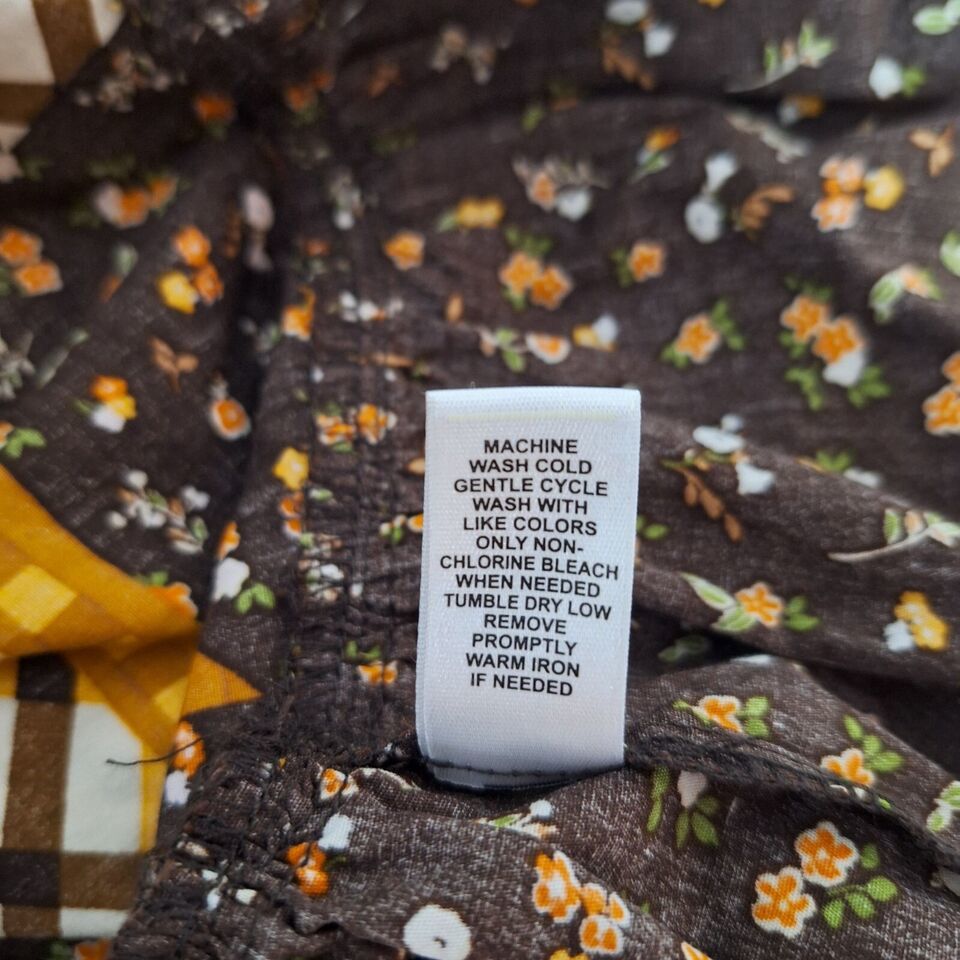 MACHINE
WASH COLD
GENTLE CYCLE
WASH WITH
LIKE COLORS
ONLY NON-
CHLORINE BLEACH
WHEN NEEDED
TUMBLE DRY LOW
REMOVE
PROMPTLY
WARM IRON
IF NEEDED